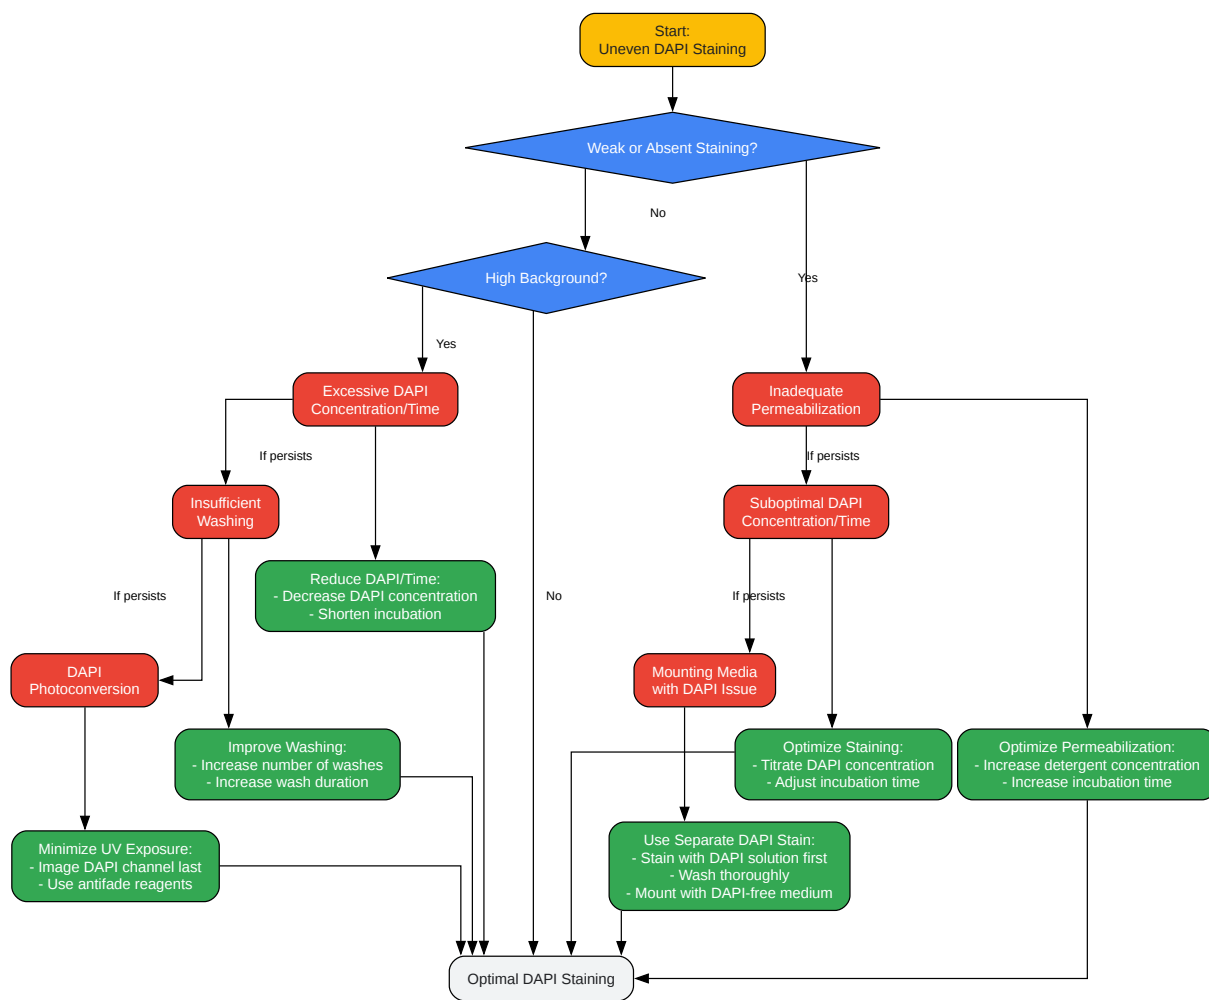 Start:
Uneven DAPI Staining
Weak or Absent Staining?
No
High Background?
Yes
Yes
Excessive DAPI
Concentration/Time
Inadequate
Permeabilization
If persists
If persists
Insufficient
Washing
Suboptimal DAPI
Concentration/Time
Reduce DAPI/Time:
- Decrease DAPI concentration
- Shorten incubation
If persists
No
If persists
DAPI
Photoconversion
Mounting Media
with DAPI Issue
Improve Washing:
- Increase number of washes
- Increase wash duration
Optimize Staining:
- Titrate DAPI concentration
- Adjust incubation time
Optimize Permeabilization:
- Increase detergent concentration
- Increase incubation time
Minimize UV Exposure:
- Image DAPI channel last
- Use antifade reagents
Use Separate DAPI Stain:
- Stain with DAPI solution first
- Wash thoroughly
- Mount with DAPI-free medium
Optimal DAPI Staining